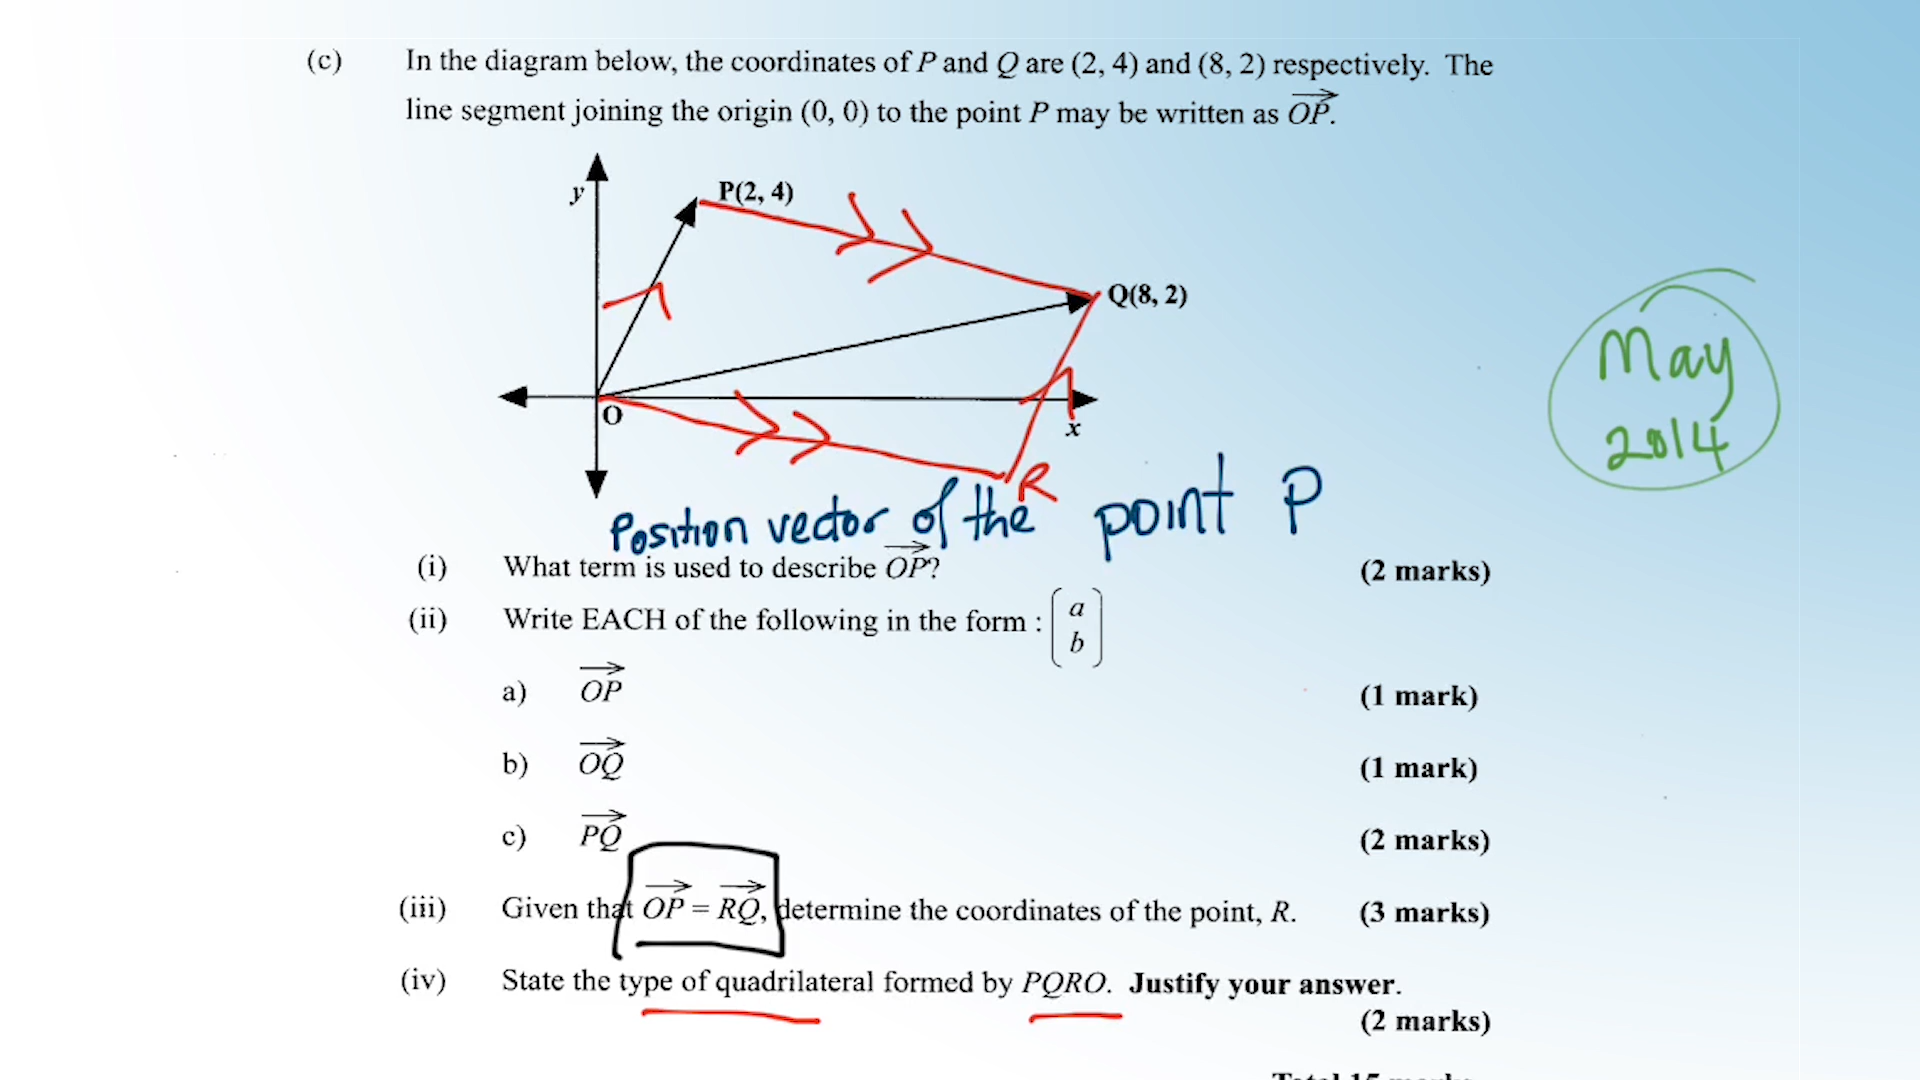 (c) In the diagram below, the coordinates of P and Q are (2, 4) and (8, 2) respectively. The
line segment joining the origin (0, 0) to the point P may be written as OP.
y
P(2, 4)
Q(8, 2)
O
x
R
May
2014
Position vector of the point P
(i) What term is used to describe OP? (2 marks)
(ii) Write EACH of the following in the form : (a b)
a) OP (1 mark)
b) OQ (1 mark)
c) PQ (2 marks)
(iii) Given that OP = RQ, determine the coordinates of the point, R. (3 marks)
(iv) State the type of quadrilateral formed by PQRO. Justify your answer.
(2 marks)